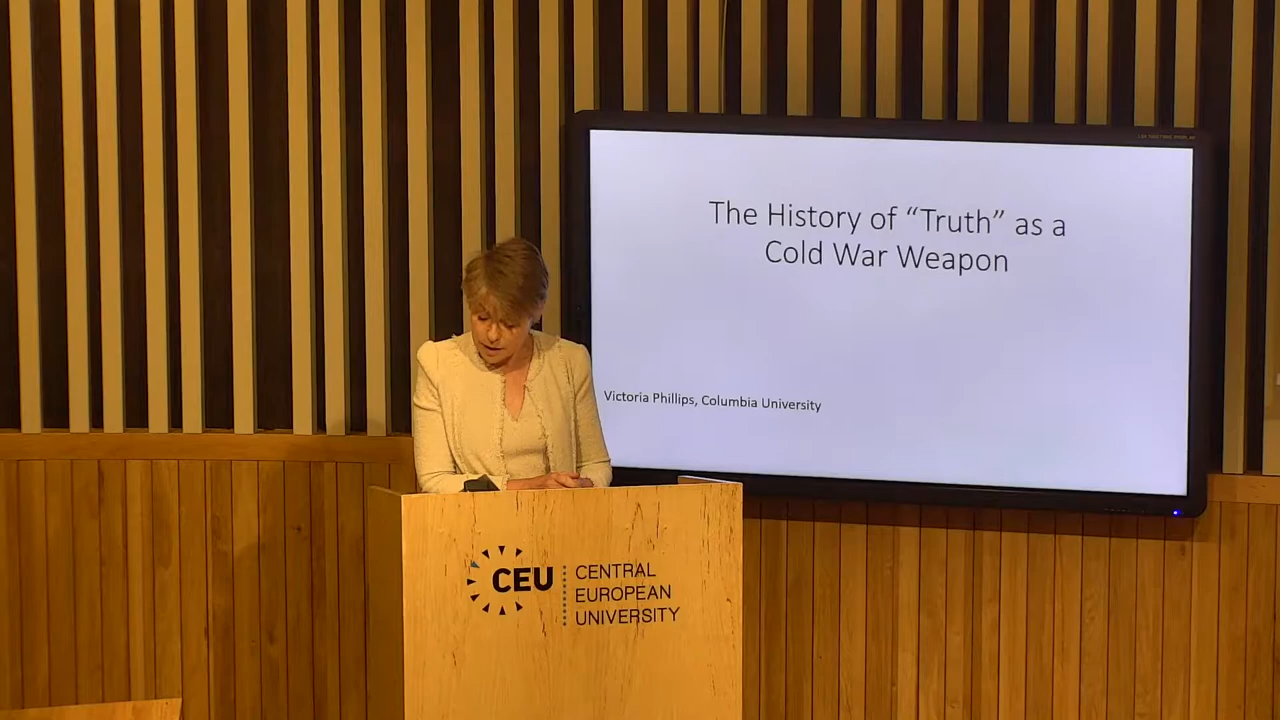 The History of “Truth” as a
Cold War Weapon
Victoria Phillips, Columbia University
CEU
CENTRAL
EUROPEAN
UNIVERSITY